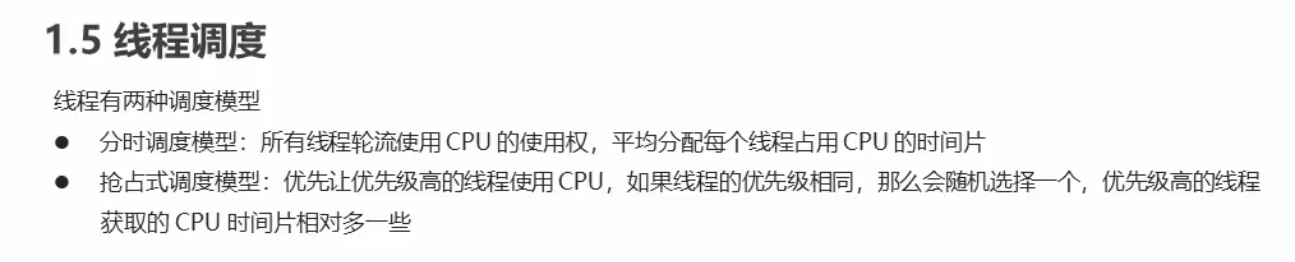 1.5 线程调度
线程有两种调度模型
● 分时调度模型：所有线程轮流使用 CPU 的使用权，平均分配每个线程占用 CPU 的时间片
● 抢占式调度模型：优先让优先级高的线程使用 CPU，如果线程的优先级相同，那么会随机选择一个，优先级高的线程
获取的 CPU 时间片相对多一些